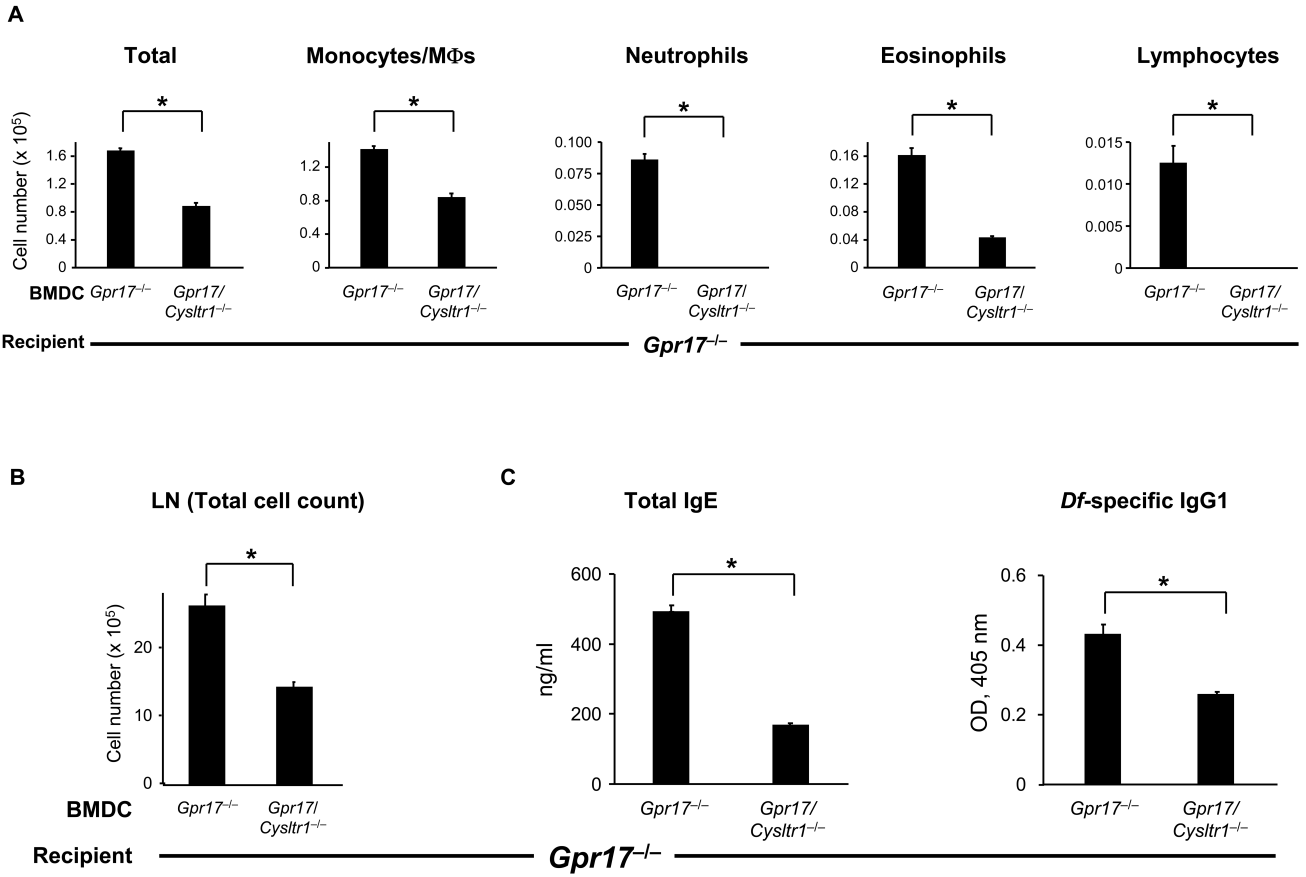 A
Total Monocytes/MΦs Neutrophils Eosinophils Lymphocytes
* * * * *
Cell number (x 10⁵)
1.6
1.2
0.8
0.4
0
1.2
0.8
0.4
0
0.100
0.075
0.050
0.025
0
0.16
0.12
0.08
0.04
0
0.015
0.010
0.005
0
BMDC Gpr17–/– Gpr17/ Gpr17–/– Gpr17/ Gpr17–/– Gpr17/ Gpr17–/– Gpr17/ Gpr17–/– Gpr17/
Cysltr1–/– Cysltr1–/– Cysltr1–/– Cysltr1–/– Cysltr1–/–
Recipient Gpr17–/–
B
LN (Total cell count)
*
Cell number (x 10⁵)
20
10
0
C
Total IgE
*
ng/ml
600
400
200
0
Df-specific IgG1
*
OD, 405 nm
0.6
0.4
0.2
0
BMDC Gpr17–/– Gpr17/ Gpr17–/– Gpr17/ Gpr17–/– Gpr17/
Cysltr1–/– Cysltr1–/– Cysltr1–/–
Recipient Gpr17–/–